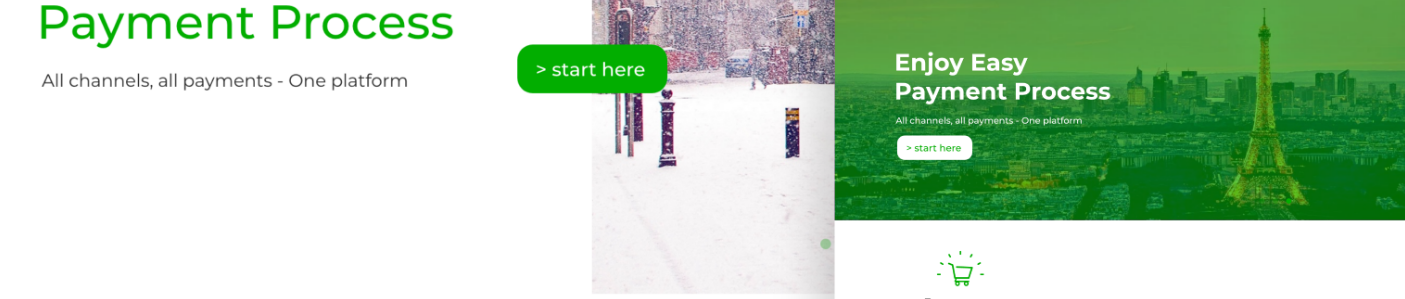 Payment Process
All channels, all payments - One platform
> start here
Enjoy Easy
Payment Process
All channels, all payments - One platform
> start here